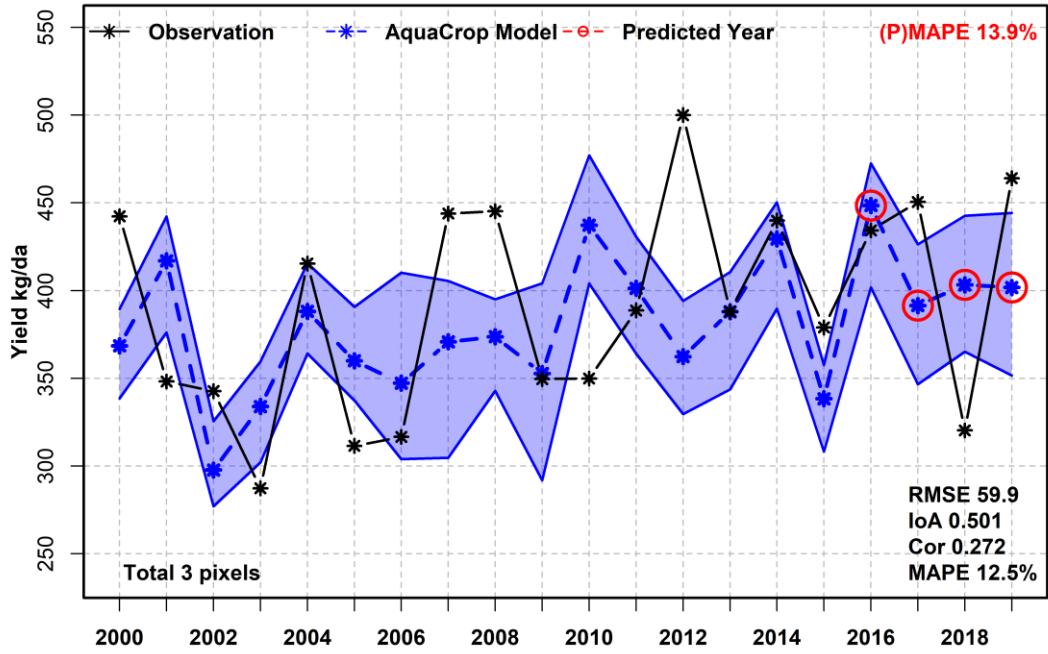 Observation AquaCrop Model Predicted Year (P)MAPE 13.9%
550
500
450
400
350
300
250
Yield kg/da
RMSE 59.9
IoA 0.501
Cor 0.272
Total 3 pixels MAPE 12.5%
2000 2002 2004 2006 2008 2010 2012 2014 2016 2018